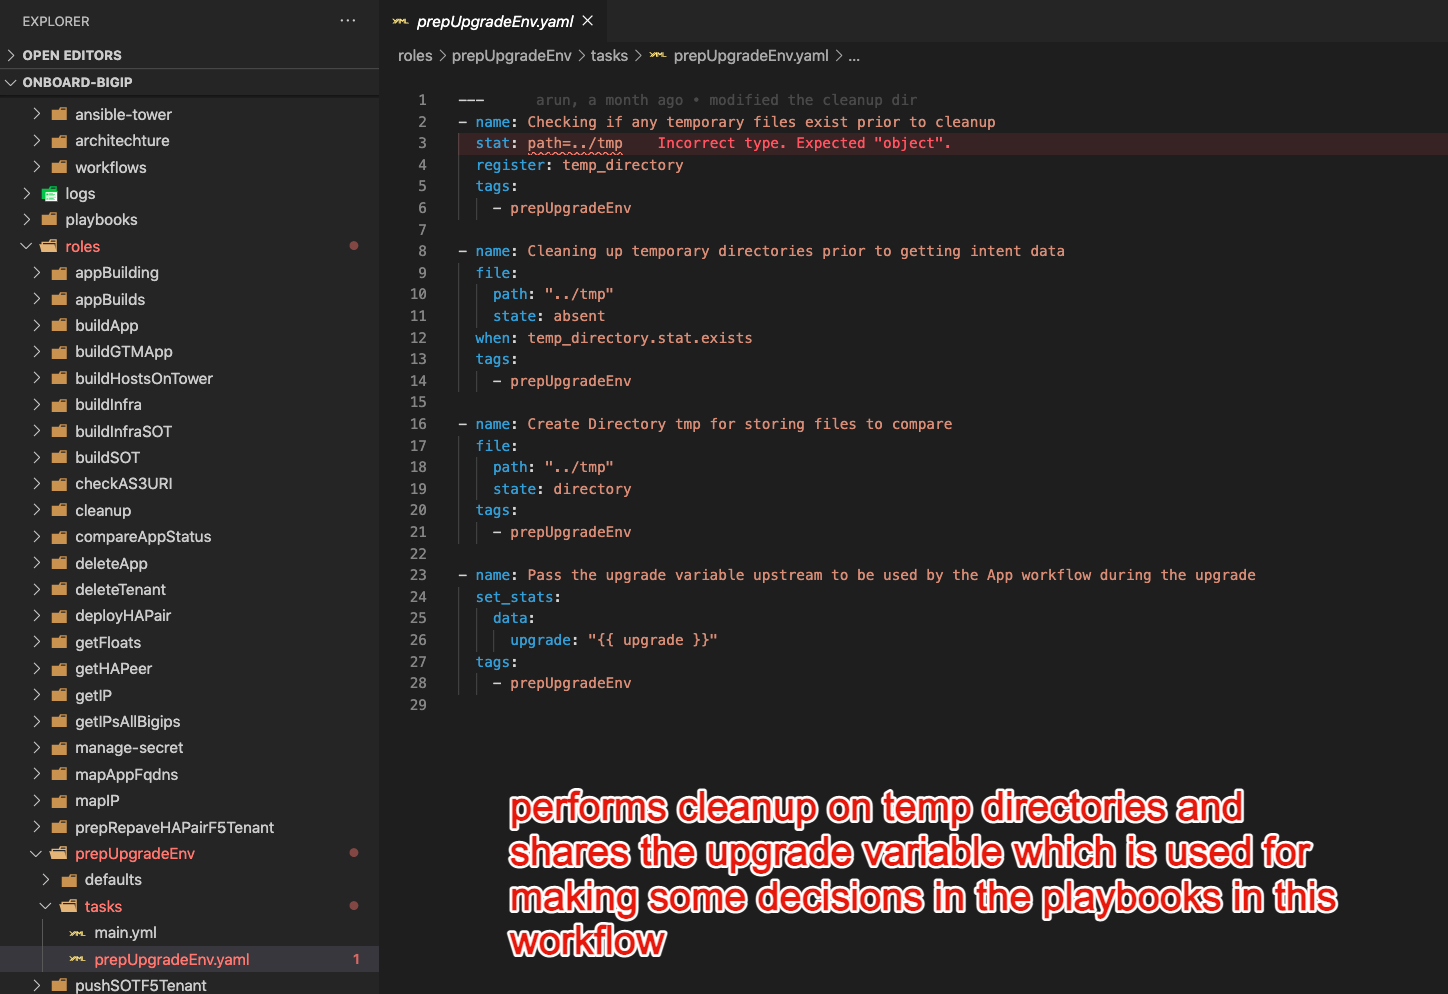 EXPLORER
...
OPEN EDITORS
ONBOARD-BIGIP
ansible-tower
architechture
workflows
logs
playbooks
roles
appBuilding
appBuilds
buildApp
buildGTMApp
buildHostsOnTower
buildInfra
buildInfraSOT
buildSOT
checkAS3URI
cleanup
compareAppStatus
deleteApp
deleteTenant
deployHAPair
getFloats
getHAPeer
getIP
getIPsAllBigips
manage-secret
mapAppFqdns
mapIP
prepRepaveHAPairF5Tenant
prepUpgradeEnv
defaults
tasks
main.yml
prepUpgradeEnv.yaml 1
pushSOTF5Tenant
prepUpgradeEnv.yaml
roles > prepUpgradeEnv > tasks > prepUpgradeEnv.yaml > ...
1 --- arun, a month ago • modified the cleanup dir
2 - name: Checking if any temporary files exist prior to cleanup
3 stat: path=../tmp Incorrect type. Expected "object".
4 register: temp_directory
5 tags:
6 - prepUpgradeEnv
7
8 - name: Cleaning up temporary directories prior to getting intent data
9 file:
10 path: "../tmp"
11 state: absent
12 when: temp_directory.stat.exists
13 tags:
14 - prepUpgradeEnv
15
16 - name: Create Directory tmp for storing files to compare
17 file:
18 path: "../tmp"
19 state: directory
20 tags:
21 - prepUpgradeEnv
22
23 - name: Pass the upgrade variable upstream to be used by the App workflow during the upgrade
24 set_stats:
25 data:
26 upgrade: "{{ upgrade }}"
27 tags:
28 - prepUpgradeEnv
29
performs cleanup on temp directories and
shares the upgrade variable which is used for
making some decisions in the playbooks in this
workflow